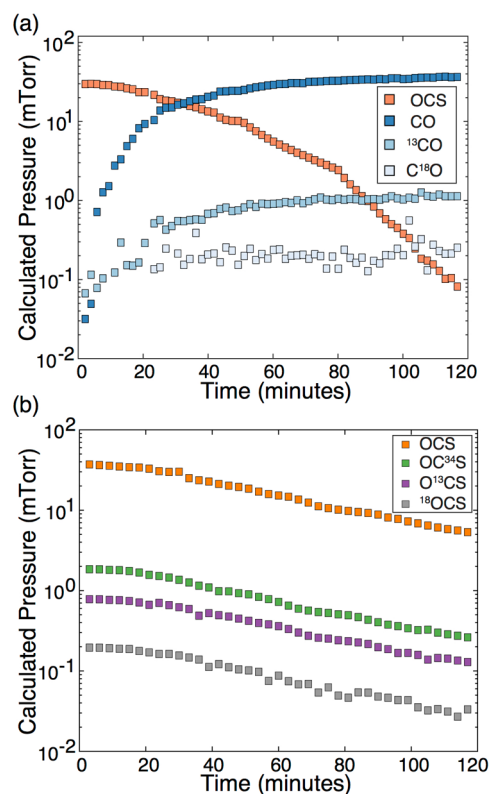 (a)
Calculated Pressure (mTorr)
10²
10¹
10⁰
10⁻¹
10⁻²
OCS
CO
¹³CO
C¹⁸O
0 20 40 60 80 100 120
Time (minutes)
(b)
Calculated Pressure (mTorr)
10²
10¹
10⁰
10⁻¹
10⁻²
OCS
OC³⁴S
O¹³CS
¹⁸OCS
0 20 40 60 80 100 120
Time (minutes)